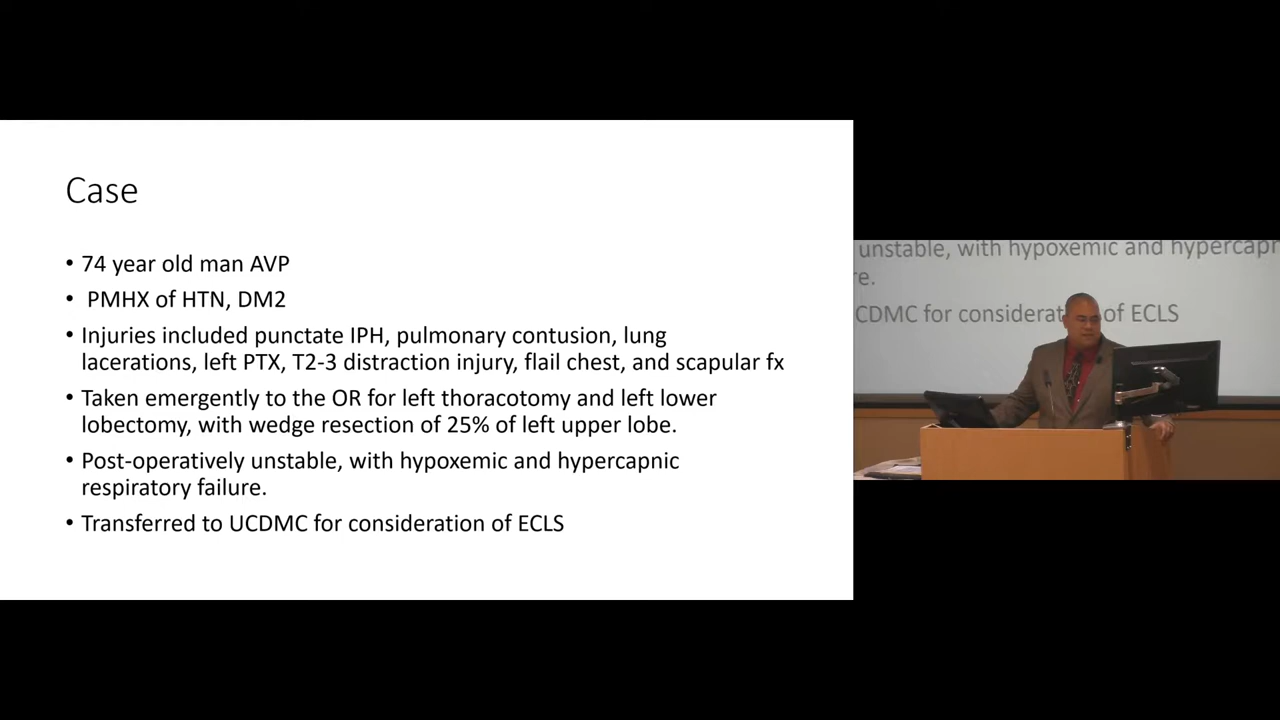 Case
• 74 year old man AVP
• PMHX of HTN, DM2
• Injuries included punctate IPH, pulmonary contusion, lung
lacerations, left PTX, T2-3 distraction injury, flail chest, and scapular fx
• Taken emergently to the OR for left thoracotomy and left lower
lobectomy, with wedge resection of 25% of left upper lobe.
• Post-operatively unstable, with hypoxemic and hypercapnic
respiratory failure.
• Transferred to UCDMC for consideration of ECLS
unstable, with hypoxemic and hypercapn
re.
CDMC for considerat of ECLS